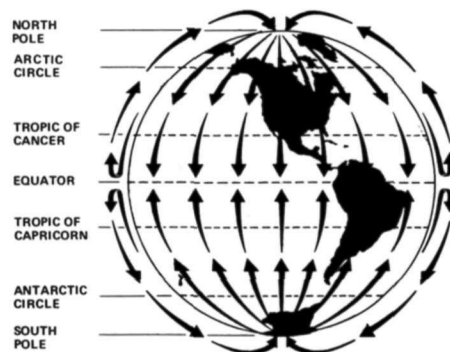 NORTH
POLE
ARCTIC
CIRCLE
TROPIC OF
CANCER
EQUATOR
TROPIC OF
CAPRICORN
ANTARCTIC
CIRCLE
SOUTH
POLE